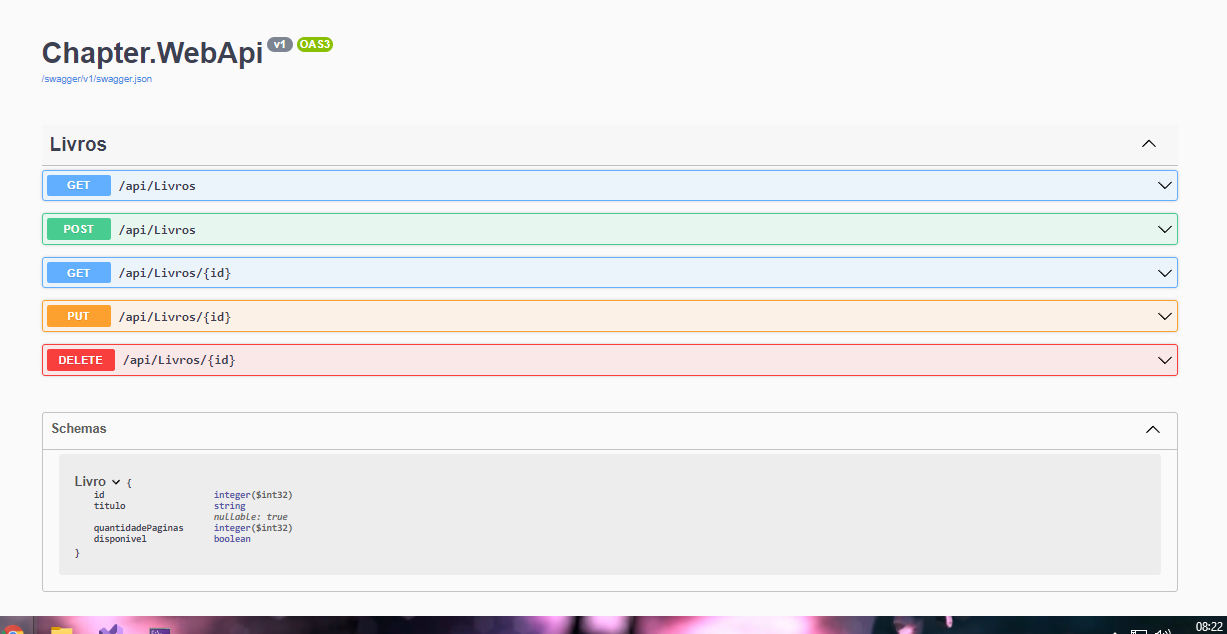 Chapter.WebApi v1 OAS3
/swagger/v1/swagger.json
Livros
GET /api/Livros
POST /api/Livros
GET /api/Livros/{id}
PUT /api/Livros/{id}
DELETE /api/Livros/{id}
Schemas
Livro {
id integer($int32)
titulo string
nullable: true
quantidadePaginas integer($int32)
disponivel boolean
}
08:22